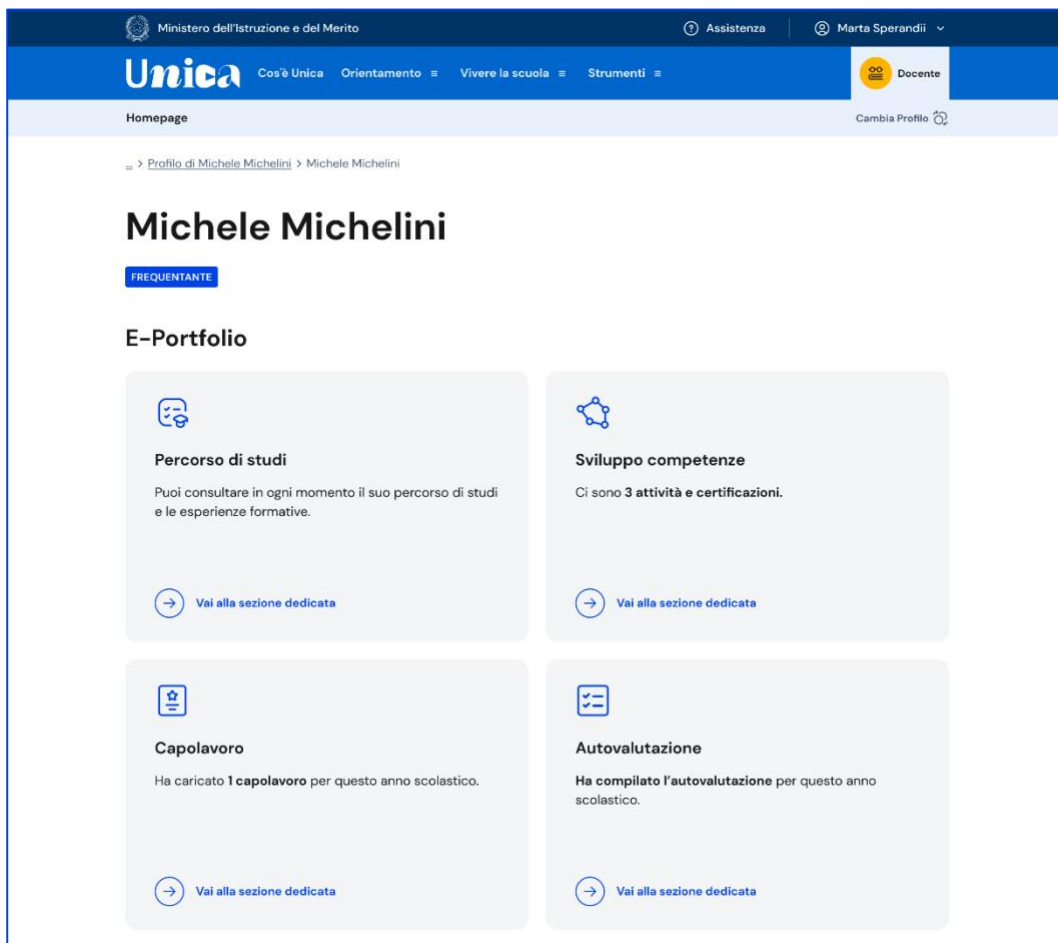 Ministero dell'Istruzione e del Merito
Assistenza
Marta Sperandii
Unica
Cos'è Unica
Orientamento
Vivere la scuola
Strumenti
Docente
Homepage
Cambia Profilo
... > Profilo di Michele Michelini > Michele Michelini
Michele Michelini
FREQUENTANTE
E-Portfolio
Percorso di studi
Puoi consultare in ogni momento il suo percorso di studi
e le esperienze formative.
Vai alla sezione dedicata
Sviluppo competenze
Ci sono 3 attività e certificazioni.
Vai alla sezione dedicata
Capolavoro
Ha caricato 1 capolavoro per questo anno scolastico.
Vai alla sezione dedicata
Autovalutazione
Ha compilato l'autovalutazione per questo anno
scolastico.
Vai alla sezione dedicata